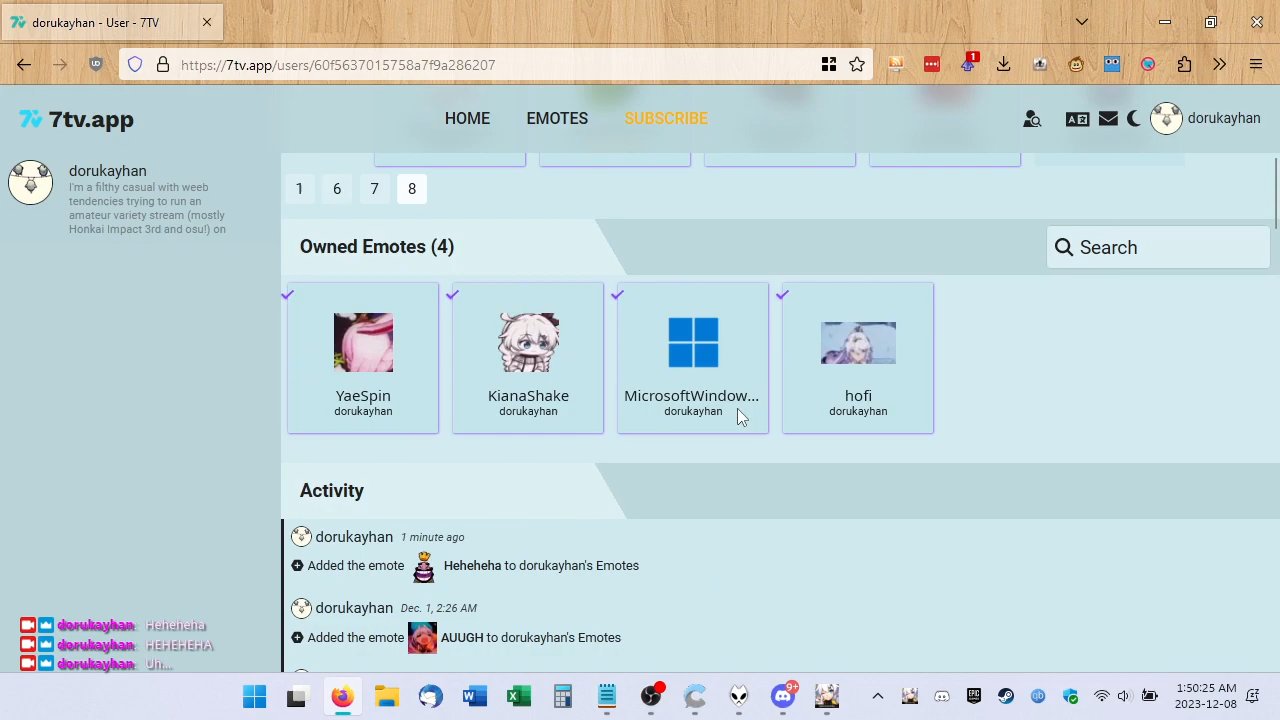 dorukayhan - User - 7TV
https://7tv.app/users/60f5637015758a7f9a286207
1
7tv.app
HOME
EMOTES
SUBSCRIBE
dorukayhan
dorukayhan
I'm a filthy casual with weeb
tendencies trying to run an
amateur variety stream (mostly
Honkai Impact 3rd and osu!) on
1 6 7 8
Owned Emotes (4)
Search
YaeSpin
dorukayhan
KianaShake
dorukayhan
MicrosoftWindow...
dorukayhan
hofi
dorukayhan
Activity
dorukayhan 1 minute ago
Added the emote Heheheha to dorukayhan's Emotes
dorukayhan Dec. 1, 2:26 AM
Added the emote AUUGH to dorukayhan's Emotes
dorukayhan: Heheheha
dorukayhan: HEHEHEHA
dorukayhan: Uh...
9+
1:50:25 AM
2023-12-08